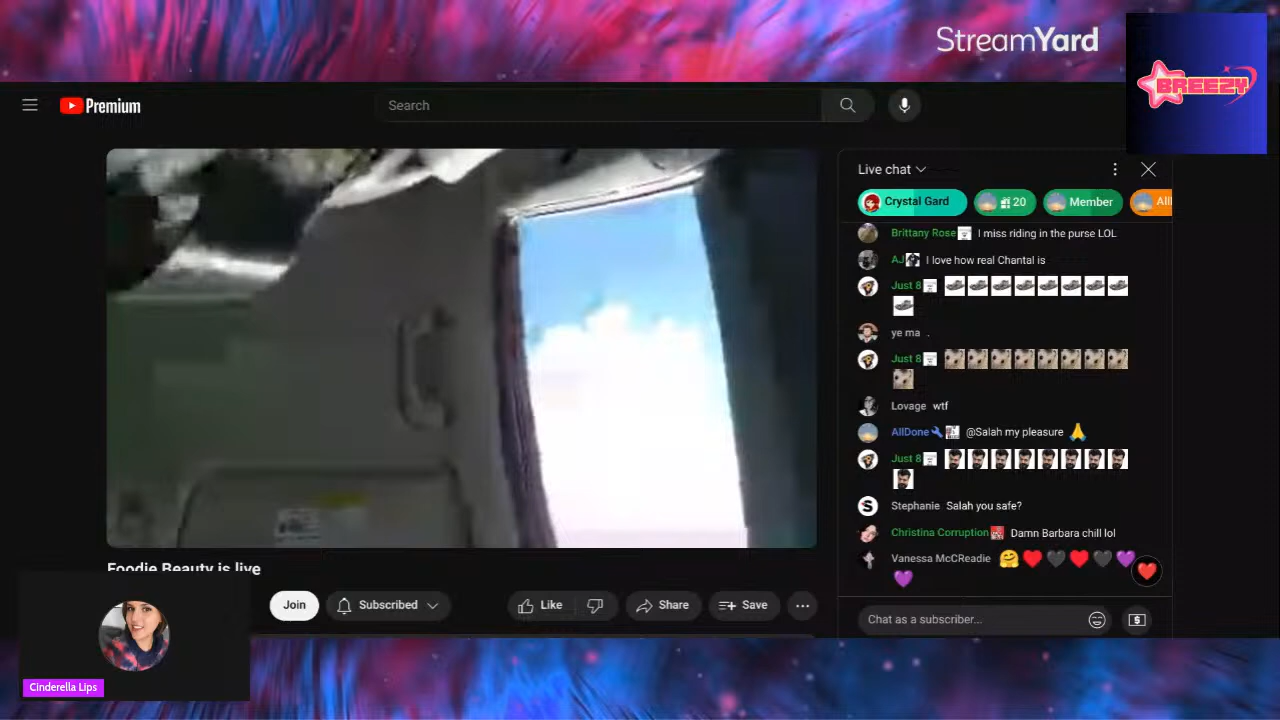 StreamYard
BREEZY
Premium
Search
Live chat
Crystal Gard
20
Member
All
Brittany Rose I miss riding in the purse LOL
AJ I love how real Chantal is
Just 8
ye ma .
Just 8
Lovage wtf
AllDone @Salah my pleasure 🙏
Just 8
S
Stephanie Salah you safe?
Christina Corruption Damn Barbara chill lol
Vanessa McCReadie 🤗❤️🖤❤️🖤💜
💜
Foodie Beauty is live
Join
Subscribed
Like
Share
Save
Chat as a subscriber...
Cinderella Lips